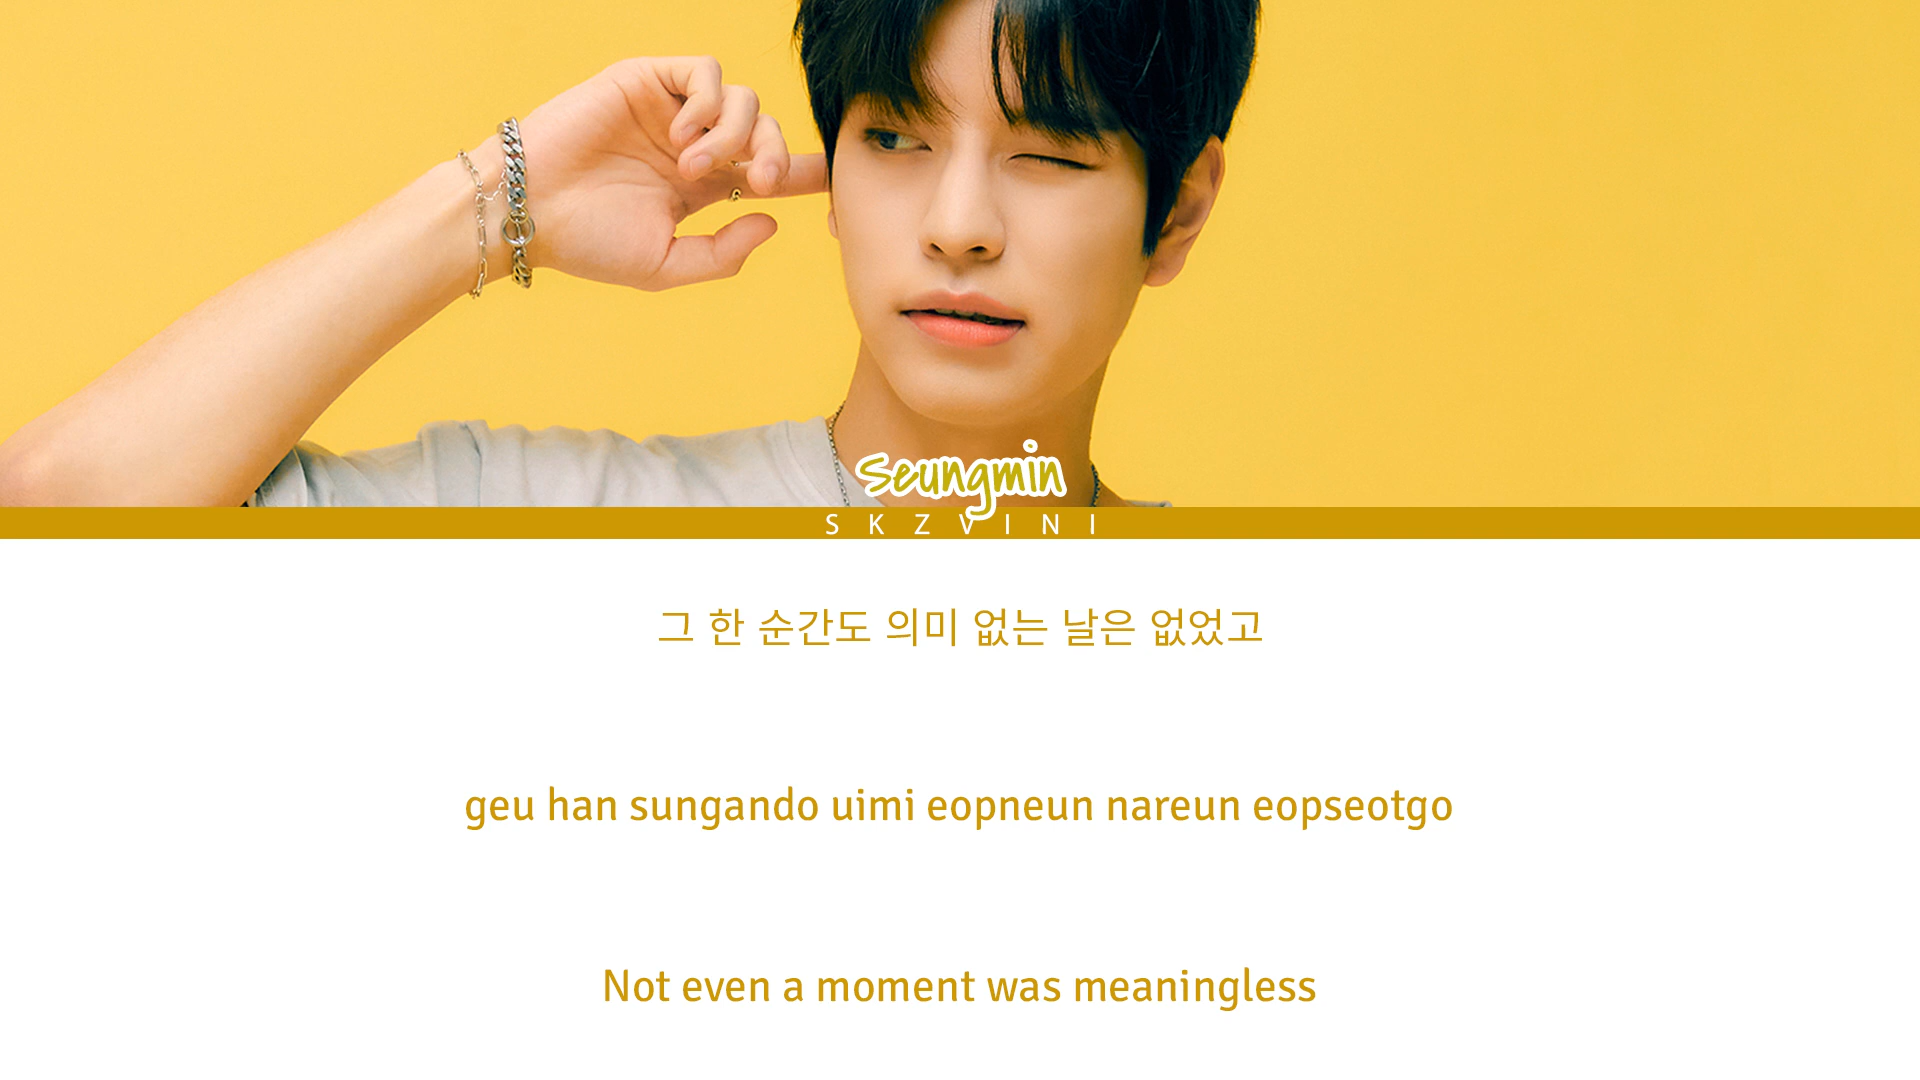 Seungmin
SKZVINI
그 한 순간도 의미 없는 날은 없었고
geu han sungando uimi eopneun nareun eopseotgo
Not even a moment was meaningless